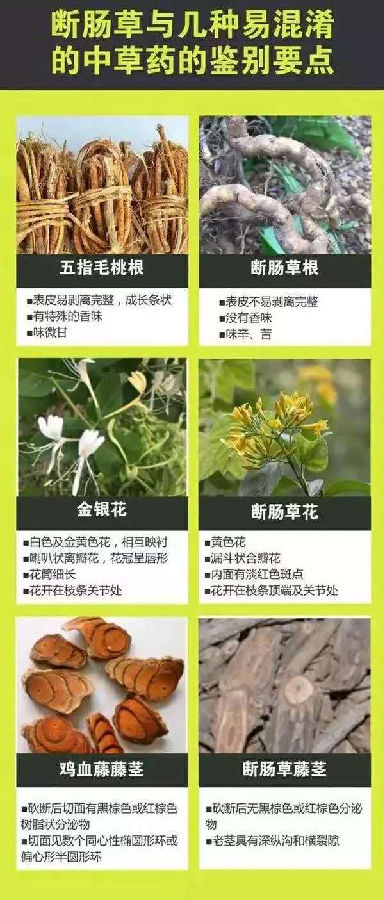 断肠草与几种易混淆
的中草药的鉴别要点
五指毛桃根
断肠草根
■表皮易剥离完整，成长条状
■有特殊的香味
■味微甘
■表皮不易剥离完整
■没有香味
■味辛、苦
金银花
断肠草花
■白色及金黄色花，相互映衬
■喇叭状离瓣花，花冠呈唇形
■花筒细长
■花开在枝条关节处
■黄色花
■漏斗状合瓣花
■内面有淡红色斑点
■花开在枝条顶端及关节处
鸡血藤藤茎
断肠草藤茎
■砍断后切面有黑棕色或红棕色
树脂状分泌物
■切面见数个同心性椭圆形环或
偏心形半圆形环
■砍断后无黑棕色或红棕色分泌
物
■老茎具有深纵沟和横裂隙